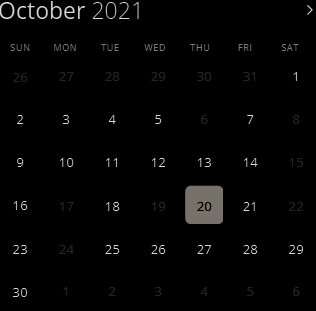 October 2021
SUN MON TUE WED THU FRI SAT
26 27 28 29 30 31 1
2 3 4 5 6 7 8
9 10 11 12 13 14 15
16 17 18 19 20 21 22
23 24 25 26 27 28 29
30 1 2 3 4 5 6